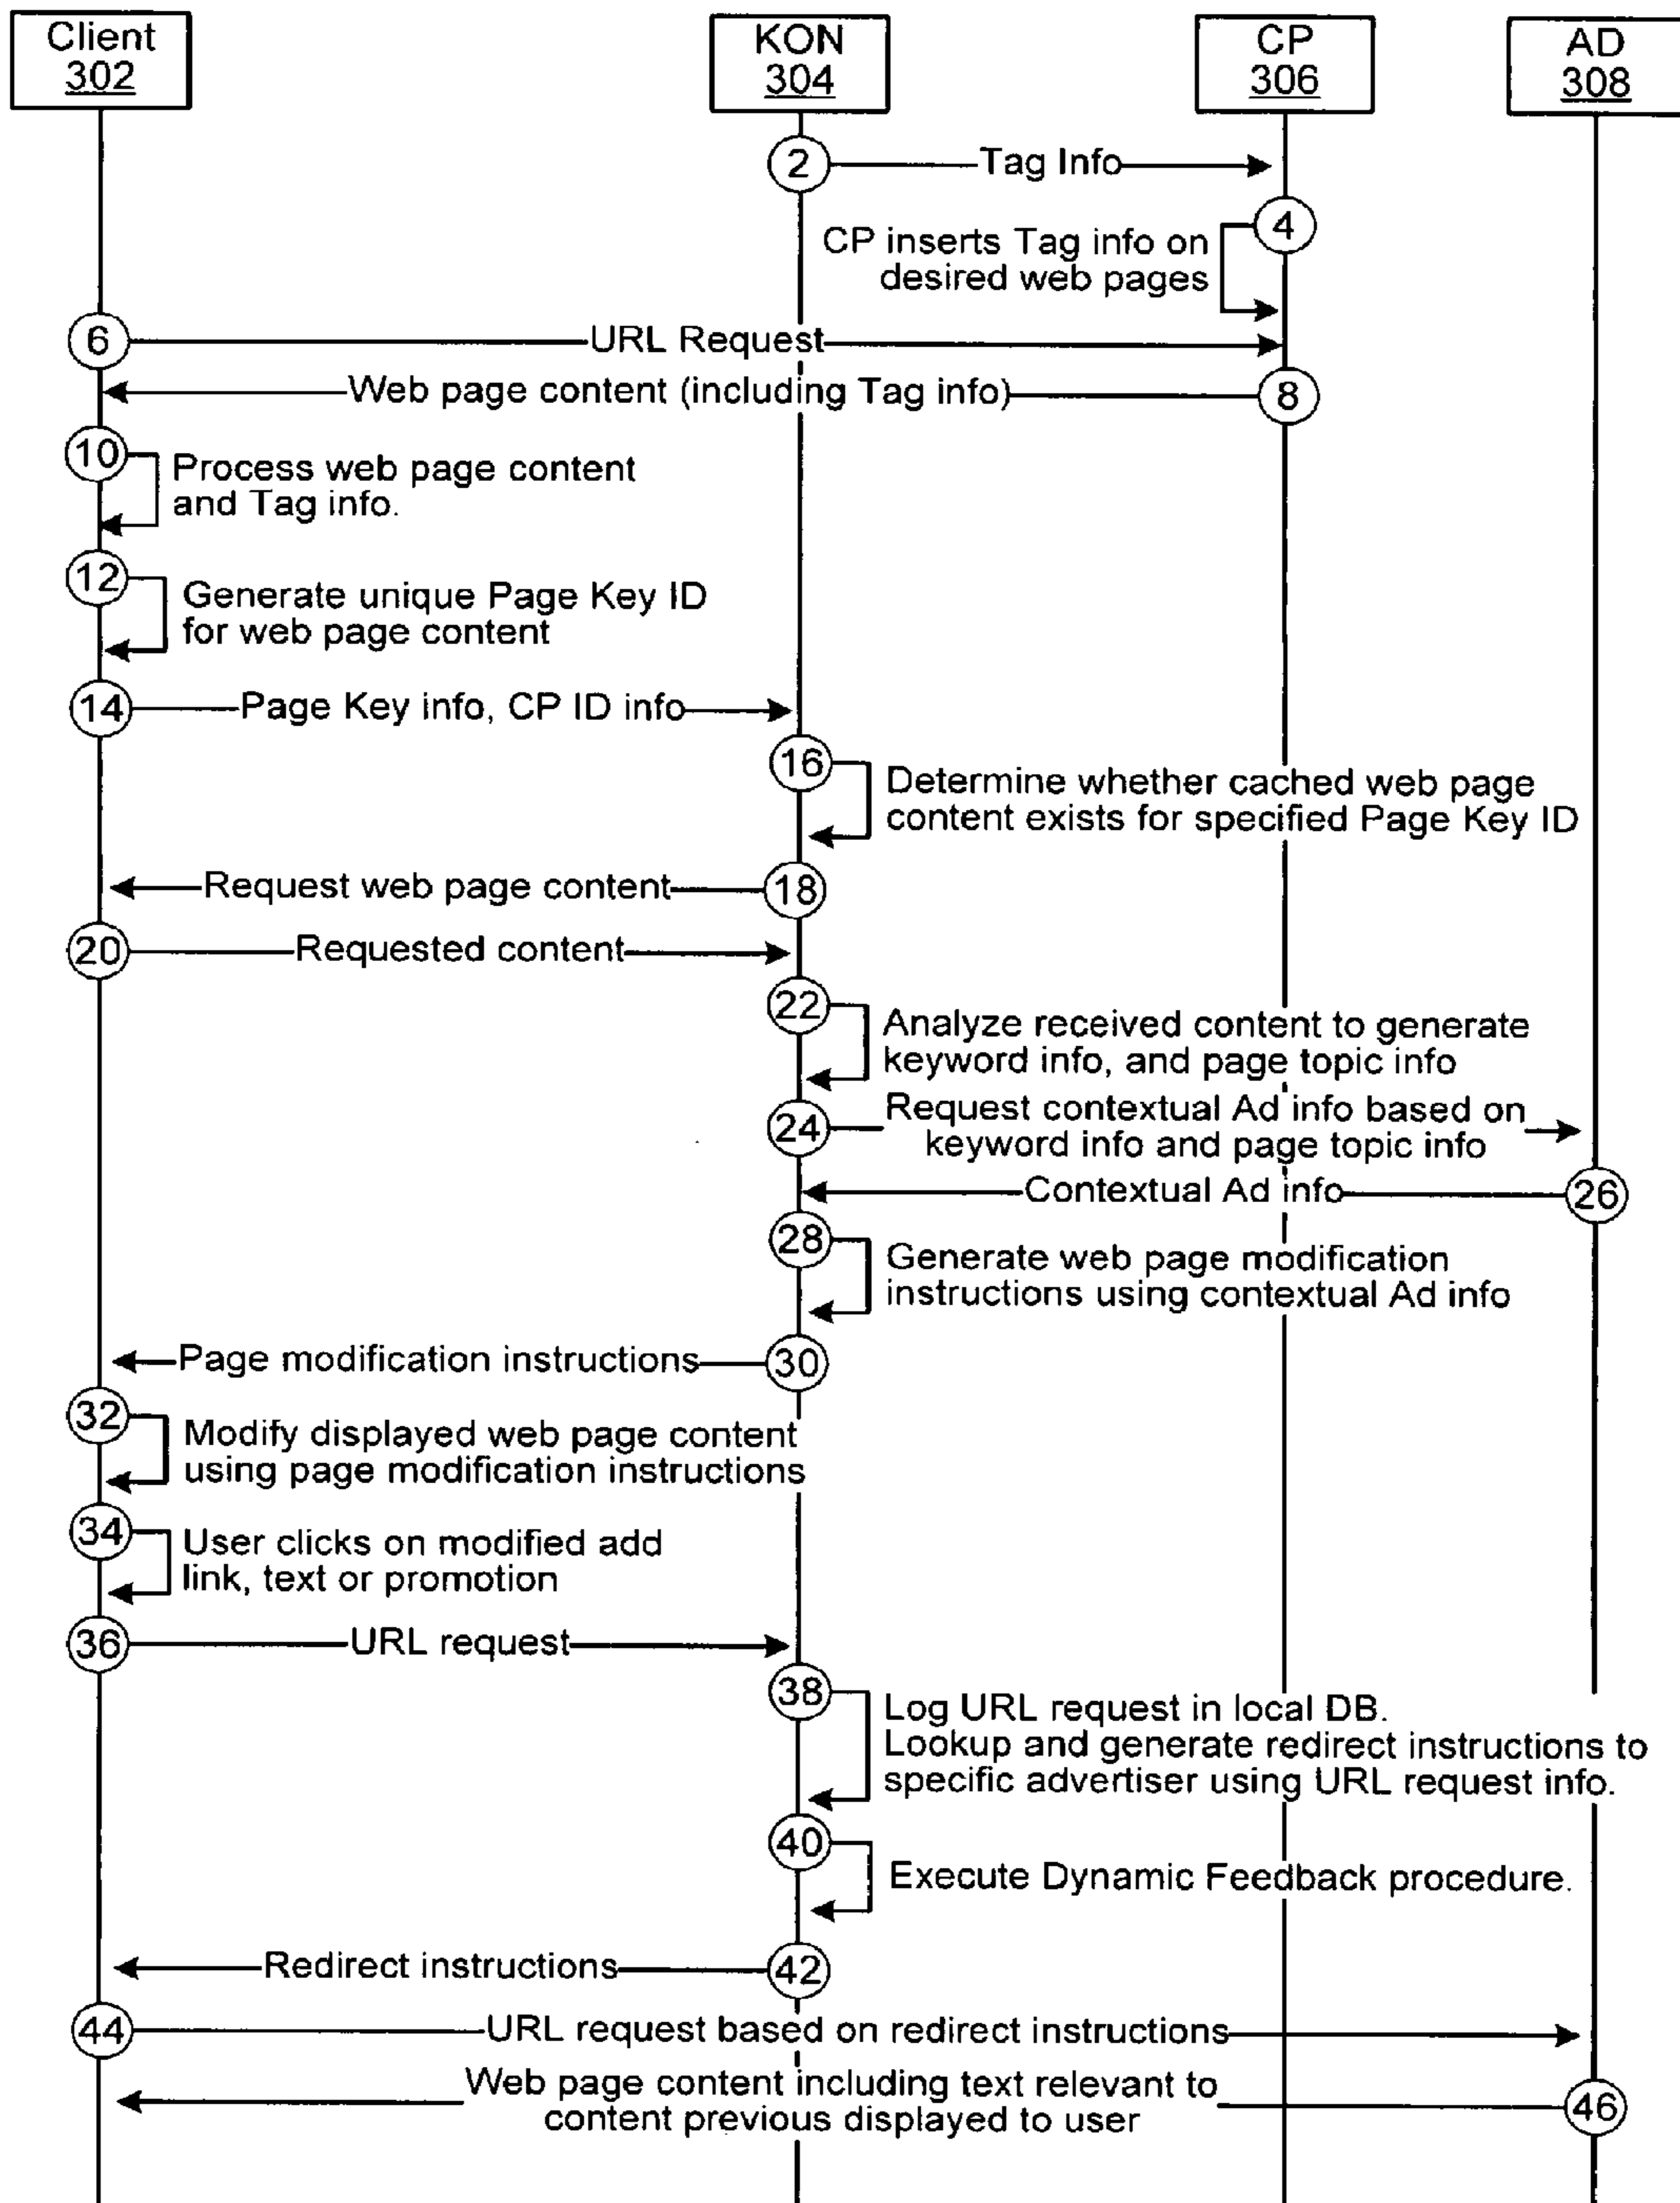 Client
302
KON
304
CP
306
AD
308
2
Tag Info
4
CP inserts Tag info on
desired web pages
6
URL Request
Web page content (including Tag info)
8
10
Process web page content
and Tag info.
12
Generate unique Page Key ID
for web page content
14
Page Key info, CP ID info
16
Determine whether cached web page
content exists for specified Page Key ID
Request web page content
18
20
Requested content
22
Analyze received content to generate
keyword info, and page topic info
24
Request contextual Ad info based on
keyword info and page topic info
Contextual Ad info
26
28
Generate web page modification
instructions using contextual Ad info
Page modification instructions
30
32
Modify displayed web page content
using page modification instructions
34
User clicks on modified add
link, text or promotion
36
URL request
38
Log URL request in local DB.
Lookup and generate redirect instructions to
specific advertiser using URL request info.
40
Execute Dynamic Feedback procedure.
Redirect instructions
42
44
URL request based on redirect instructions
Web page content including text relevant to
content previous displayed to user
46